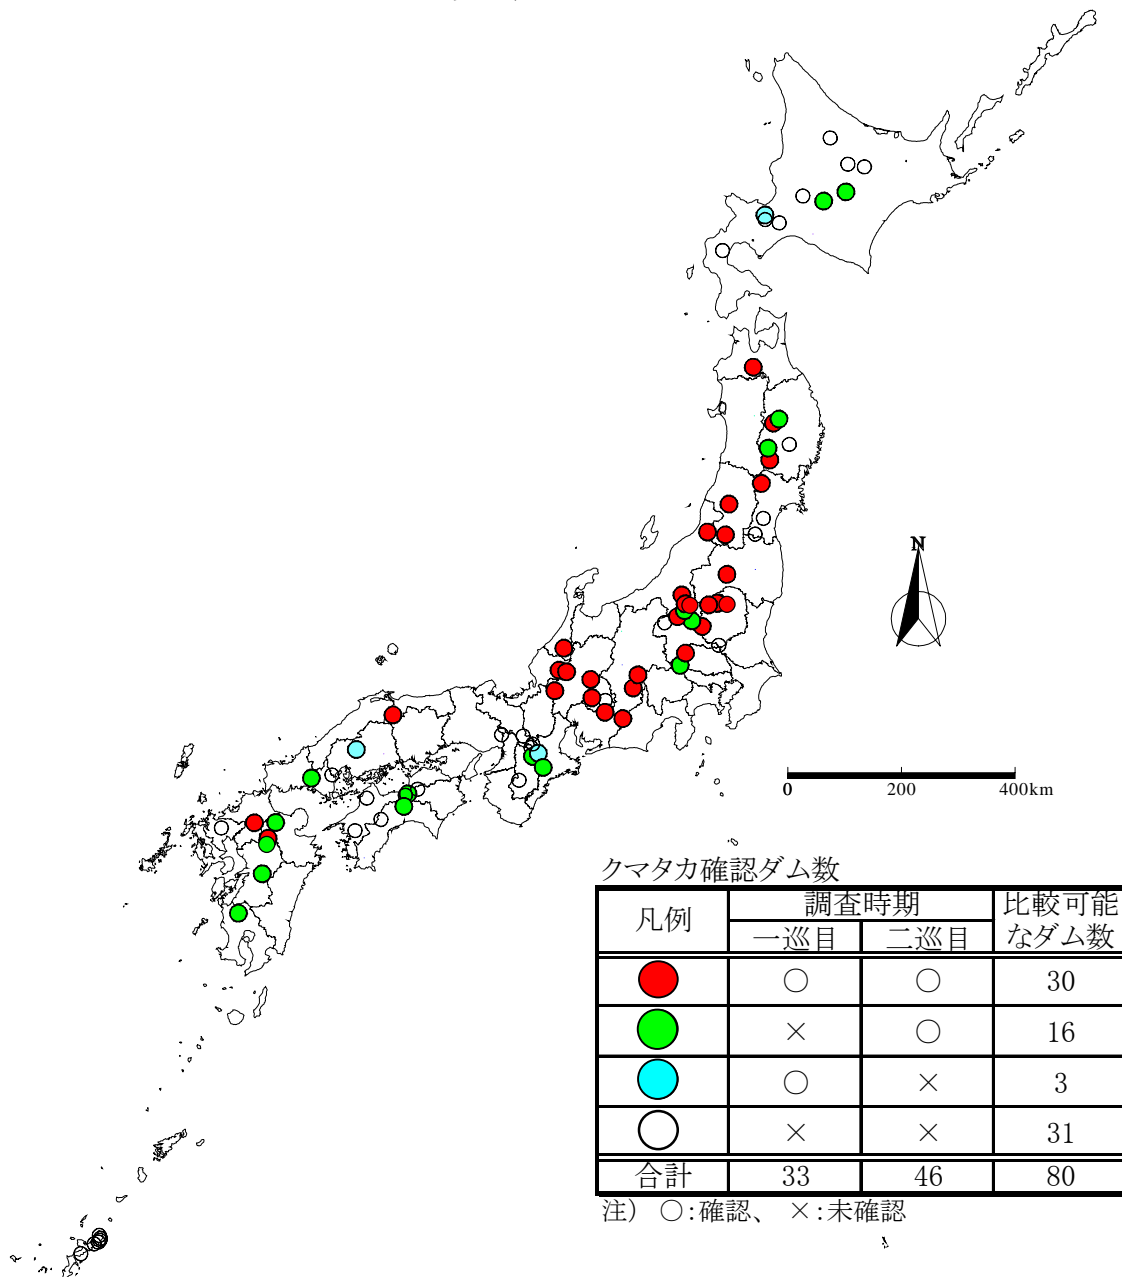 N
0 200 400km
クマタカ確認ダム数
凡例 調査時期 比較可能なダム数
一巡目 二巡目
○ ○ 30
× ○ 16
○ × 3
× × 31
合計 33 46 80
注) ○:確認、 ×:未確認